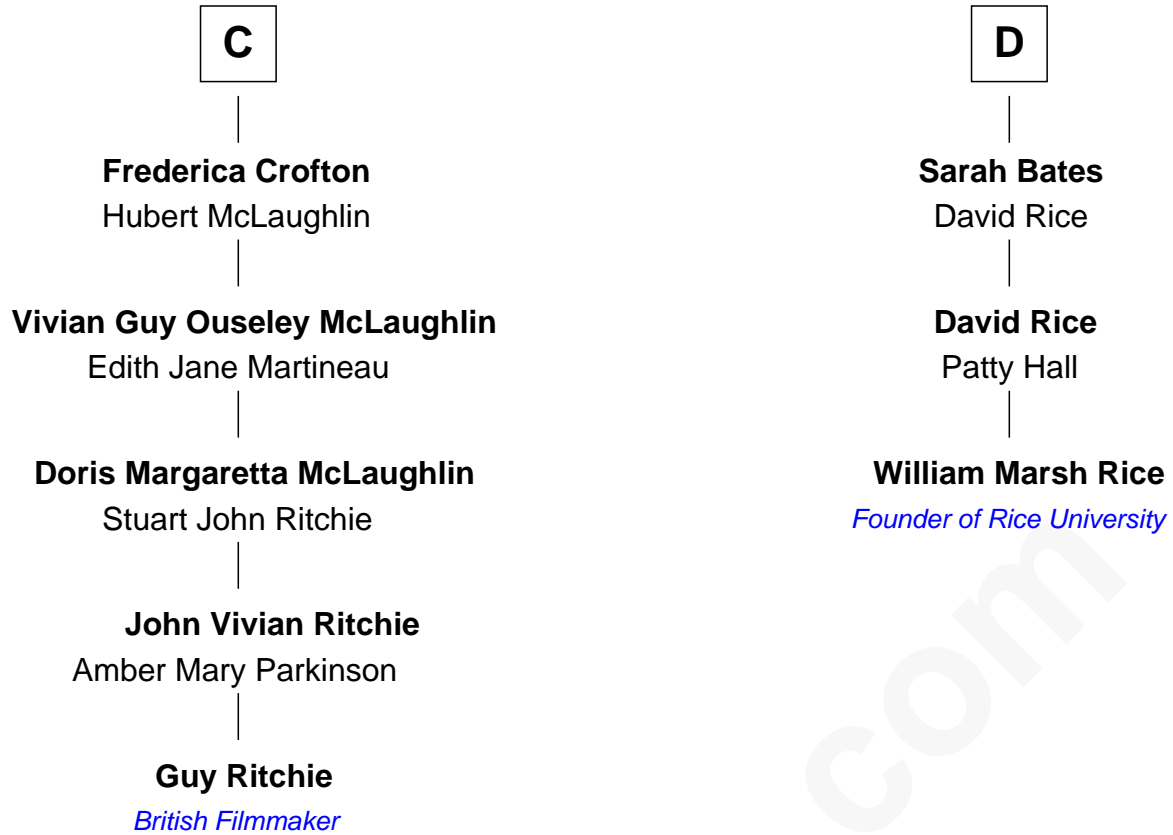 C
Frederica Crofton
Hubert McLaughlin
Vivian Guy Ouseley McLaughlin
Edith Jane Martineau
Doris Margaretta McLaughlin
Stuart John Ritchie
John Vivian Ritchie
Amber Mary Parkinson
Guy Ritchie
British Filmmaker
D
Sarah Bates
David Rice
David Rice
Patty Hall
William Marsh Rice
Founder of Rice University
com